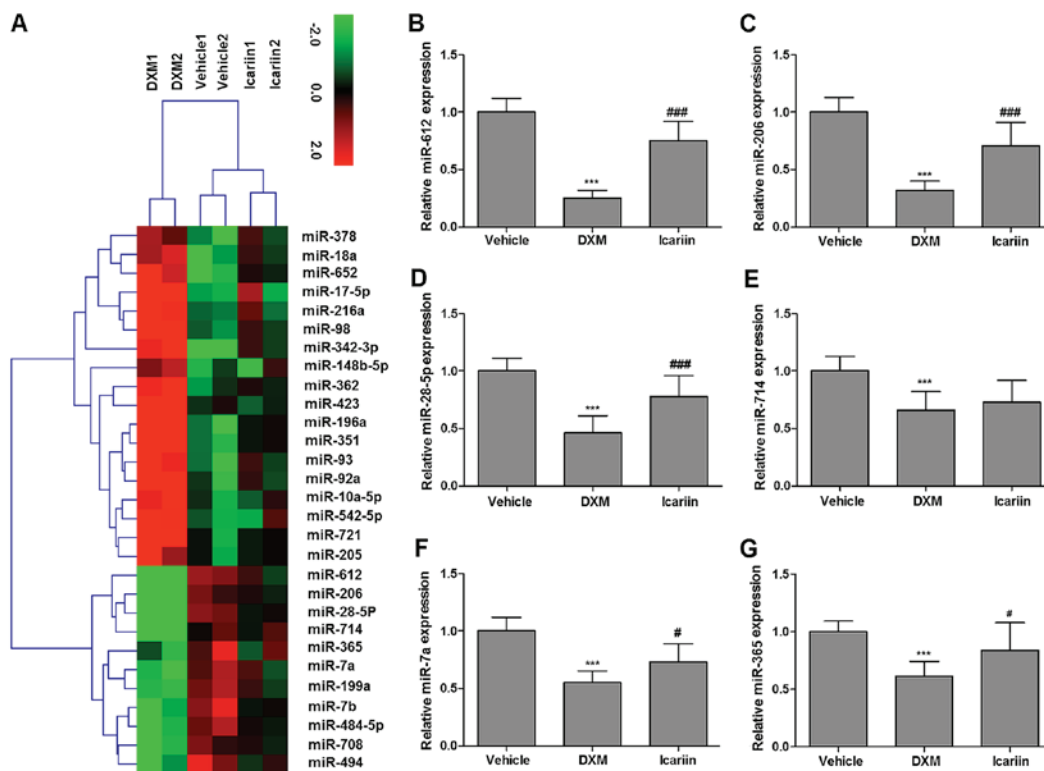 A
DXM1
DXM2
Vehicle1
Vehicle2
Icariin1
Icariin2
-2.0
0.0
2.0
miR-378
miR-18a
miR-652
miR-17-5p
miR-216a
miR-98
miR-342-3p
miR-148b-5p
miR-362
miR-423
miR-196a
miR-351
miR-93
miR-92a
miR-10a-5p
miR-542-5p
miR-721
miR-205
miR-612
miR-206
miR-28-5P
miR-714
miR-365
miR-7a
miR-199a
miR-7b
miR-484-5p
miR-708
miR-494
B
Relative miR-612 expression
1.5
1.0
0.5
0.0
***
###
Vehicle DXM Icariin
C
Relative miR-206 expression
1.5
1.0
0.5
0.0
***
###
Vehicle DXM Icariin
D
Relative miR-28-5p expression
1.5
1.0
0.5
0.0
***
###
Vehicle DXM Icariin
E
Relative miR-714 expression
1.5
1.0
0.5
0.0
***
Vehicle DXM Icariin
F
Relative miR-7a expression
1.5
1.0
0.5
0.0
***
#
Vehicle DXM Icariin
G
Relative miR-365 expression
1.5
1.0
0.5
0.0
***
#
Vehicle DXM Icariin